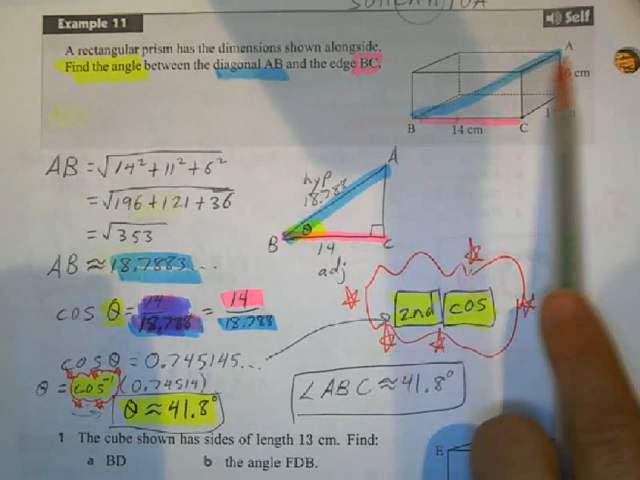 Example 11
Self
A rectangular prism has the dimensions shown alongside.
Find the angle between the diagonal AB and the edge BC.
A
cm
B
14 cm
C
AB = √14² + 11² + 6²
= √196 + 121 + 36
= √353
AB ≈ 18.7883...
cos θ = 14/18.788 = 14/18.788
cos θ = 0.745145...
θ = cos⁻¹(0.74514)
θ ≈ 41.8°
hyp
18.788
A
B
θ
C
14
adj
2nd cos
∠ABC ≈ 41.8°
1 The cube shown has sides of length 13 cm. Find:
a BD b the angle FDB.
E